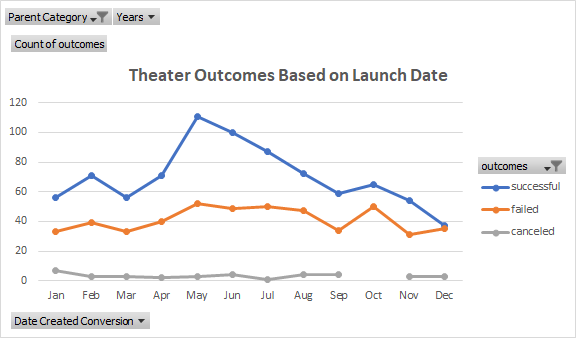 Parent Category Years
Count of outcomes
Theater Outcomes Based on Launch Date
120
100
80
60
40
20
0
Jan Feb Mar Apr May Jun Jul Aug Sep Oct Nov Dec
outcomes
successful
failed
canceled
Date Created Conversion